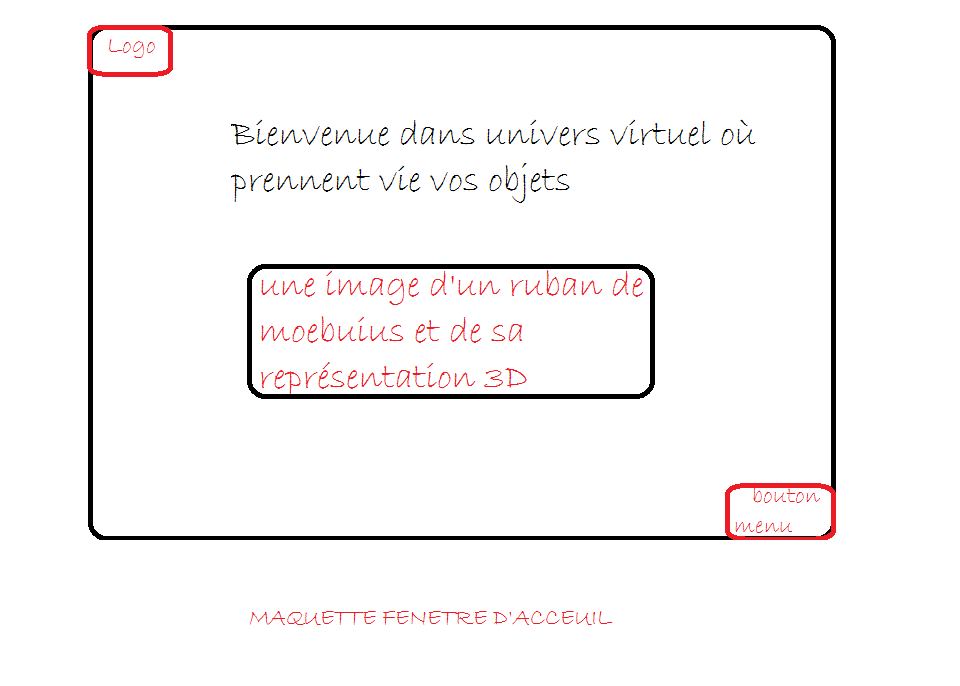 Logo
Bienvenue dans univers virtuel où
prennent vie vos objets
une image d'un ruban de
moebuius et de sa
représentation 3D
bouton
menu
MAQUETTE FENETRE D'ACCEUIL